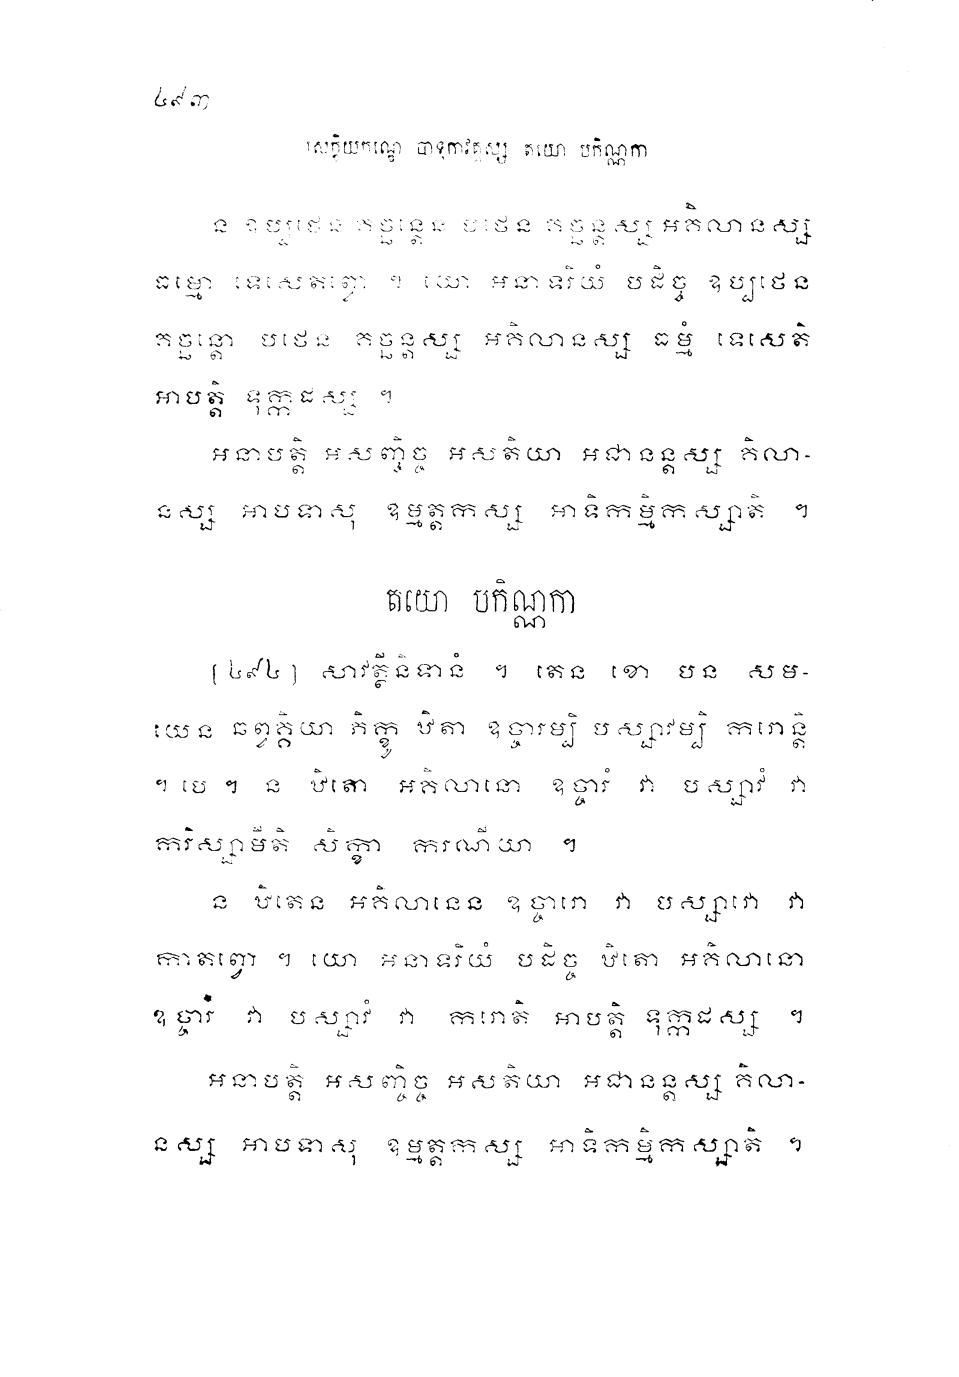 ៤៩៣
សេក្ខិយកណ្ឌេ បាទុកាវគ្គស្ស តយោ បកិណ្ណកា
ន ឧប្បថេន គច្ឆន្តេន បថេន គច្ឆន្តស្ស អគិលានស្ស
ធម្មោ ទេសេតព្វោ ។ យោ អនាទរិយំ បដិច្ច ឧប្បថេន
គច្ឆន្តោ បថេន គច្ឆន្តស្ស អគិលានស្ស ធម្មំ ទេសេតិ
អាបត្តិ ទុក្កដស្ស ។
អនាបត្តិ អសញ្ចិច្ច អសតិយា អជានន្តស្ស គិលា-
នស្ស អាបទាសុ ឧម្មត្តកស្ស អាទិកម្មិកស្សាតិ ។
តយោ បកិណ្ណកា
[៤៩៤] សាវត្ថីនិទានំ ។ តេន ខោ បន សម-
យេន ឆព្វគ្គិយា ភិក្ខូ ឋិតា ឧច្ចារម្បិ បស្សាវម្បិ ករោន្តិ
។ បេ ។ ន ឋិតោ អគិលានោ ឧច្ចារំ វា បស្សាវំ វា
ករិស្សាមីតិ សិក្ខា ករណីយា ។
ន ឋិតេន អគិលានេន ឧច្ចារោ វា បស្សាវោ វា
កាតព្វោ ។ យោ អនាទរិយំ បដិច្ច ឋិតោ អគិលានោ
ឧច្ចារំ វា បស្សាវំ វា ករោតិ អាបត្តិ ទុក្កដស្ស ។
អនាបត្តិ អសញ្ចិច្ច អសតិយា អជានន្តស្ស គិលា-
នស្ស អាបទាសុ ឧម្មត្តកស្ស អាទិកម្មិកស្សាតិ ។